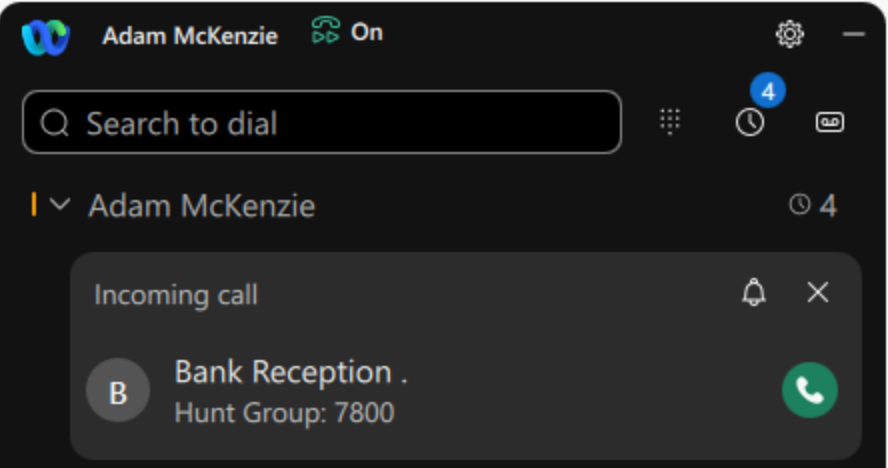 Adam McKenzie On
Search to dial
4
Adam McKenzie 4
Incoming call
B
Bank Reception .
Hunt Group: 7800